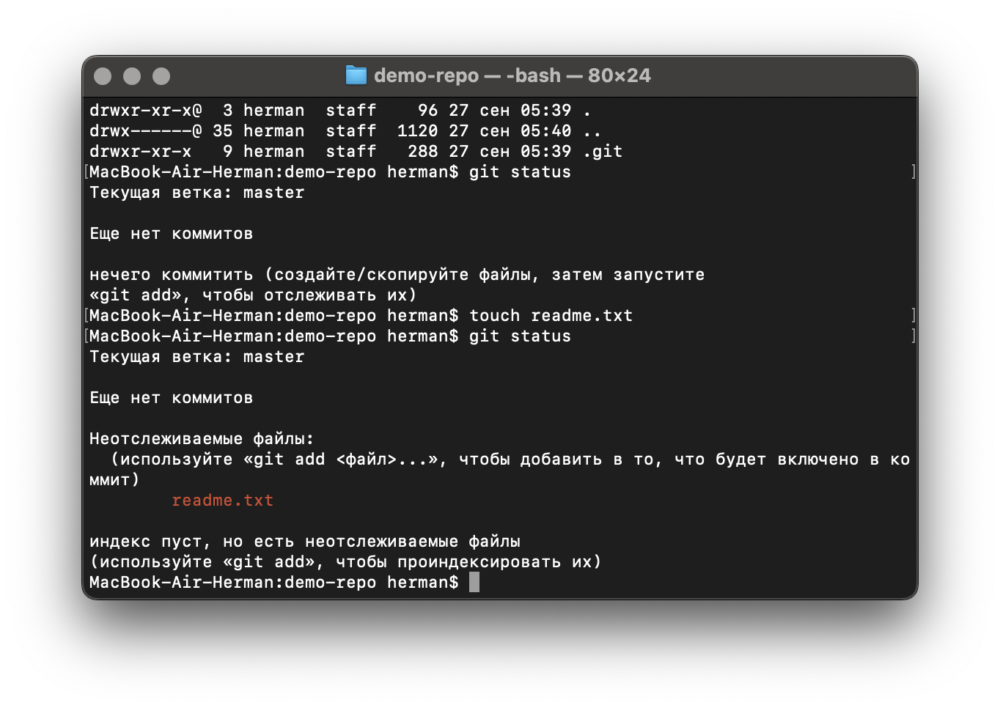 demo-repo — -bash — 80×24
drwxr-xr-x@  3 herman  staff    96 27 сен 05:39 .
drwx------@ 35 herman  staff  1120 27 сен 05:40 ..
drwxr-xr-x   9 herman  staff   288 27 сен 05:39 .git
[MacBook-Air-Herman:demo-repo herman$ git status ]
Текущая ветка: master
Еще нет коммитов
нечего коммитить (создайте/скопируйте файлы, затем запустите
«git add», чтобы отслеживать их)
[MacBook-Air-Herman:demo-repo herman$ touch readme.txt ]
[MacBook-Air-Herman:demo-repo herman$ git status ]
Текущая ветка: master
Еще нет коммитов
Неотслеживаемые файлы:
  (используйте «git add <файл>...», чтобы добавить в то, что будет включено в ко
ммит)
        readme.txt
индекс пуст, но есть неотслеживаемые файлы
(используйте «git add», чтобы проиндексировать их)
MacBook-Air-Herman:demo-repo herman$